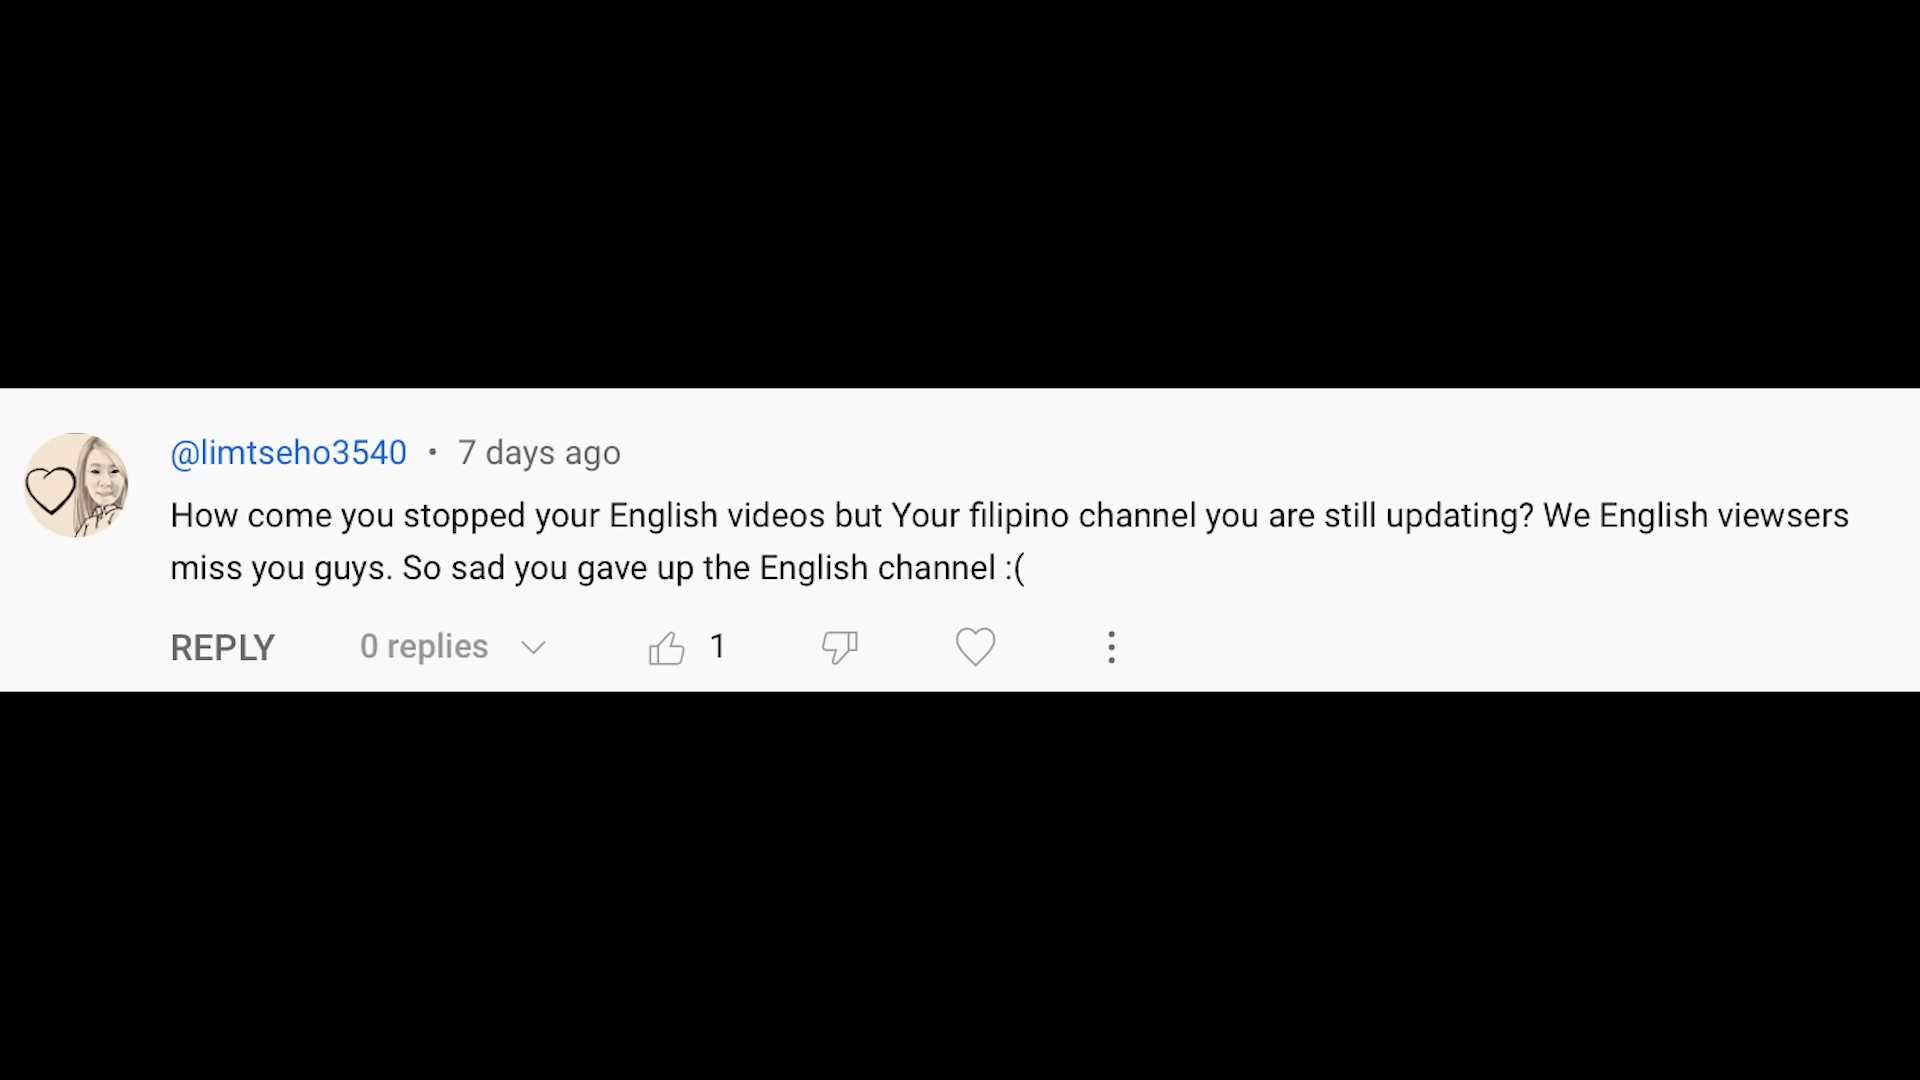 @limtseho3540 • 7 days ago
How come you stopped your English videos but Your filipino channel you are still updating? We English viewsers
miss you guys. So sad you gave up the English channel :(
REPLY 0 replies 1